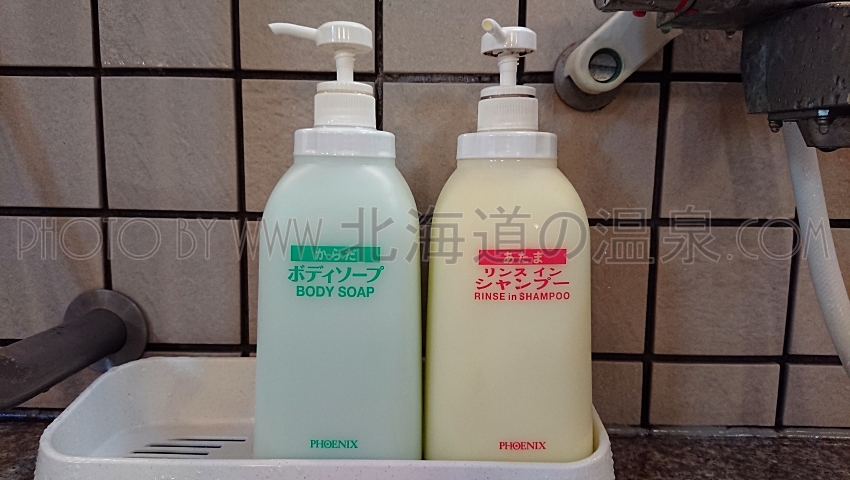 PHOTO BY WWW.北海道の温泉.COM
からだ
ボディソープ
BODY SOAP
PHOENIX
あたま
リンス イン
シャンプー
RINSE in SHAMPOO
PHOENIX